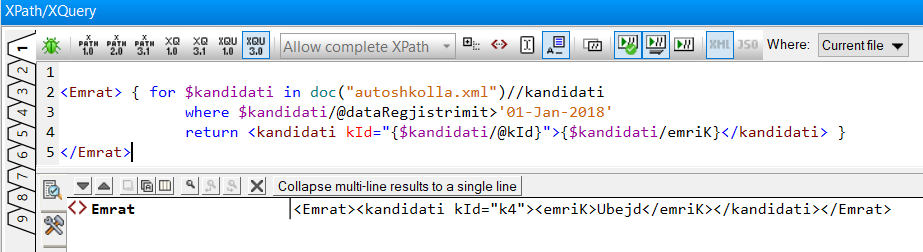 XPath/XQuery
XPATH 1.0 XPATH 2.0 XPATH 3.1 XQ 1.0 XQ 3.1 XQU 1.0 XQU 3.0 Allow complete XPath XML JSO Where: Current file
1 2 3 4 5 6 7 8 9
1
2 <Emrat> { for $kandidati in doc("autoshkolla.xml")//kandidati
3 where $kandidati/@dataRegjistrimit>'01-Jan-2018'
4 return <kandidati kId="{$kandidati/@kId}">{$kandidati/emriK}</kandidati> }
5 </Emrat>
Collapse multi-line results to a single line
<> Emrat <Emrat><kandidati kId="k4"><emriK>Ubejd</emriK></kandidati></Emrat>